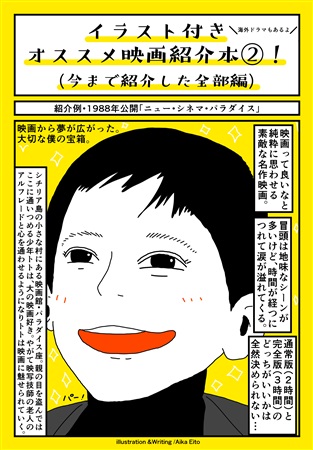 イラスト付き
海外ドラマもあるよ
オススメ映画紹介本②！
(今まで紹介した全部編)
紹介例・1988年公開「ニュー・シネマ・パラダイス」
映画から夢が広がった。
大切な僕の宝箱。
映画って良いなと
純粋に思わせる
素敵な名作映画。
冒頭は地味なシーンが
多いけど、時間が経つに
つれて涙が溢れてくる。
通常版(2時間)と
完全版(3時間)の
どっちがいいかは
全然決められない…
シチリア島の小さな村にある映画館・パラダイス座。親の目を盗んでは
ここに通いつめる少年トトは、大の映画好き。やがて映写技師の老人の
アルフレードと心を通わせるようになりトトは映画に魅せられていく。
パー！
illustration &Writing /Aika Eito